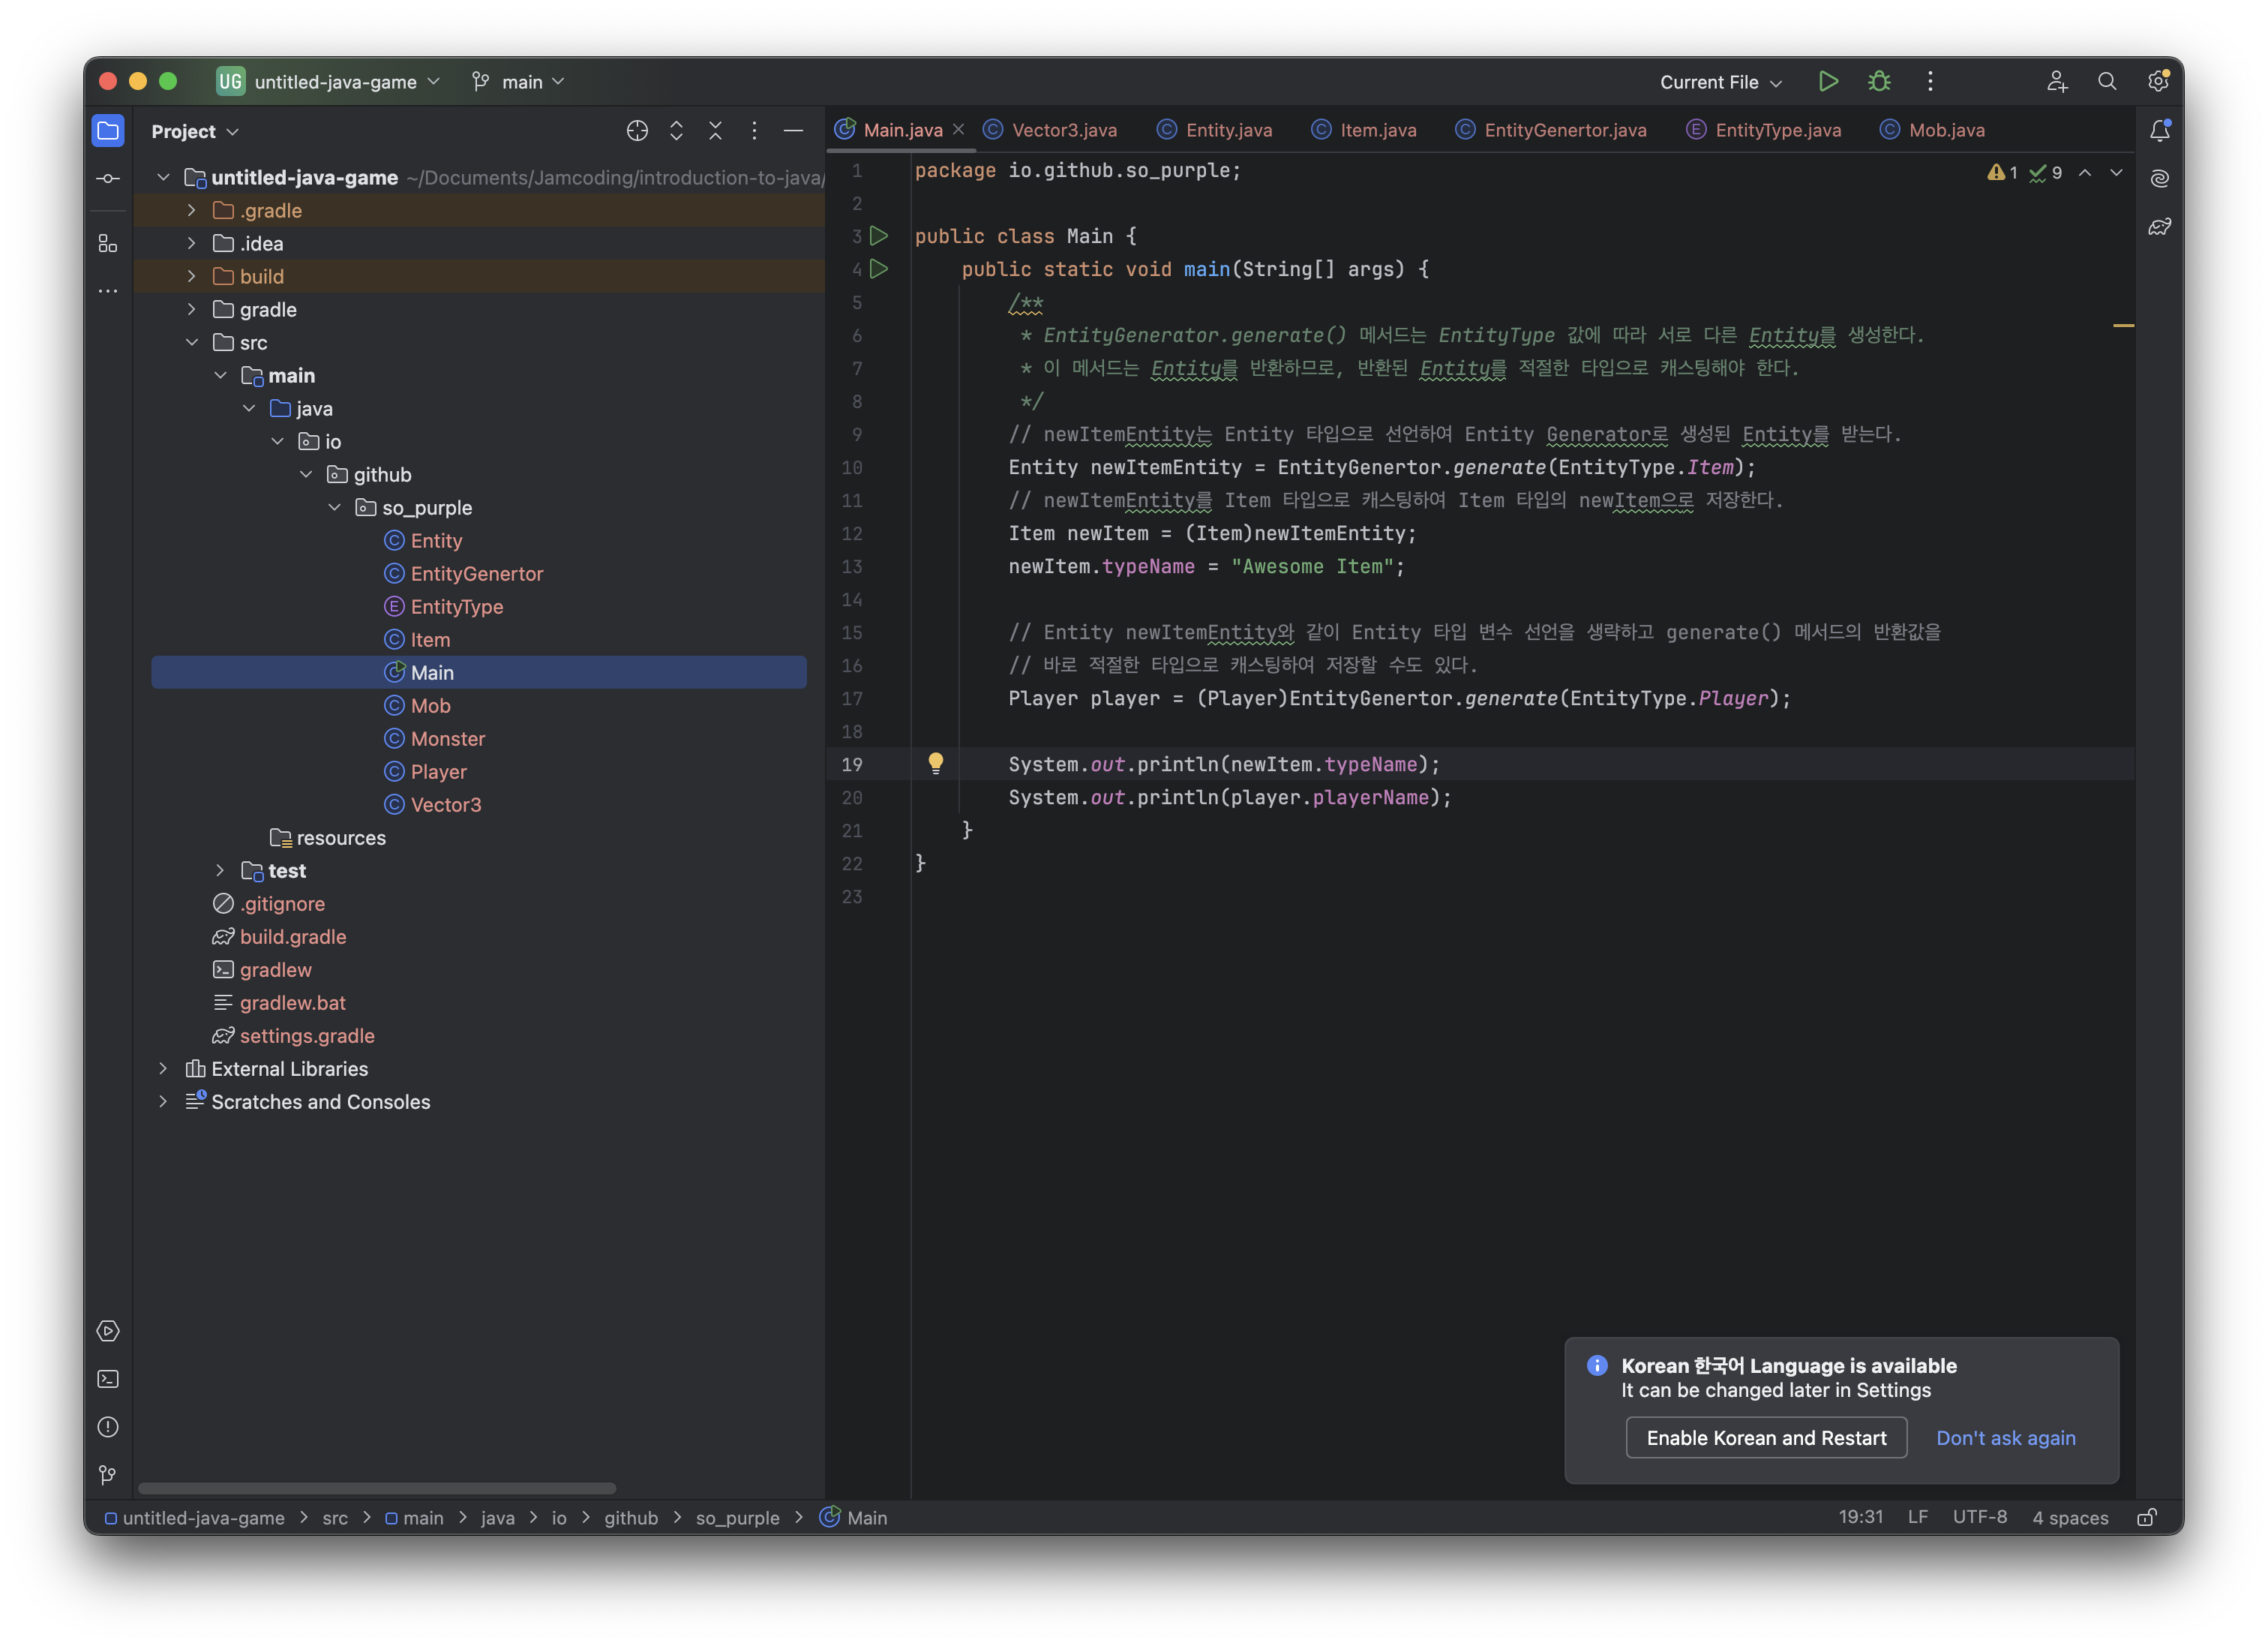 UG untitled-java-game main Current File
Project
Main.java Vector3.java Entity.java Item.java EntityGenertor.java EntityType.java Mob.java
untitled-java-game ~/Documents/Jamcoding/introduction-to-java/
.gradle
.idea
build
gradle
src
main
java
io
github
so_purple
Entity
EntityGenertor
EntityType
Item
Main
Mob
Monster
Player
Vector3
resources
test
.gitignore
build.gradle
gradlew
gradlew.bat
settings.gradle
External Libraries
Scratches and Consoles
1 package io.github.so_purple;
2
3 public class Main {
4 public static void main(String[] args) {
5 /**
6 * EntityGenerator.generate() 메서드는 EntityType 값에 따라 서로 다른 Entity를 생성한다.
7 * 이 메서드는 Entity를 반환하므로, 반환된 Entity를 적절한 타입으로 캐스팅해야 한다.
8 */
9 // newItemEntity는 Entity 타입으로 선언하여 Entity Generator로 생성된 Entity를 받는다.
10 Entity newItemEntity = EntityGenertor.generate(EntityType.Item);
11 // newItemEntity를 Item 타입으로 캐스팅하여 Item 타입의 newItem으로 저장한다.
12 Item newItem = (Item)newItemEntity;
13 newItem.typeName = "Awesome Item";
14
15 // Entity newItemEntity와 같이 Entity 타입 변수 선언을 생략하고 generate() 메서드의 반환값을
16 // 바로 적절한 타입으로 캐스팅하여 저장할 수도 있다.
17 Player player = (Player)EntityGenertor.generate(EntityType.Player);
18
19 System.out.println(newItem.typeName);
20 System.out.println(player.playerName);
21 }
22 }
23
1 9
Korean 한국어 Language is available
It can be changed later in Settings
Enable Korean and Restart Don't ask again
untitled-java-game > src > main > java > io > github > so_purple > Main 19:31 LF UTF-8 4 spaces